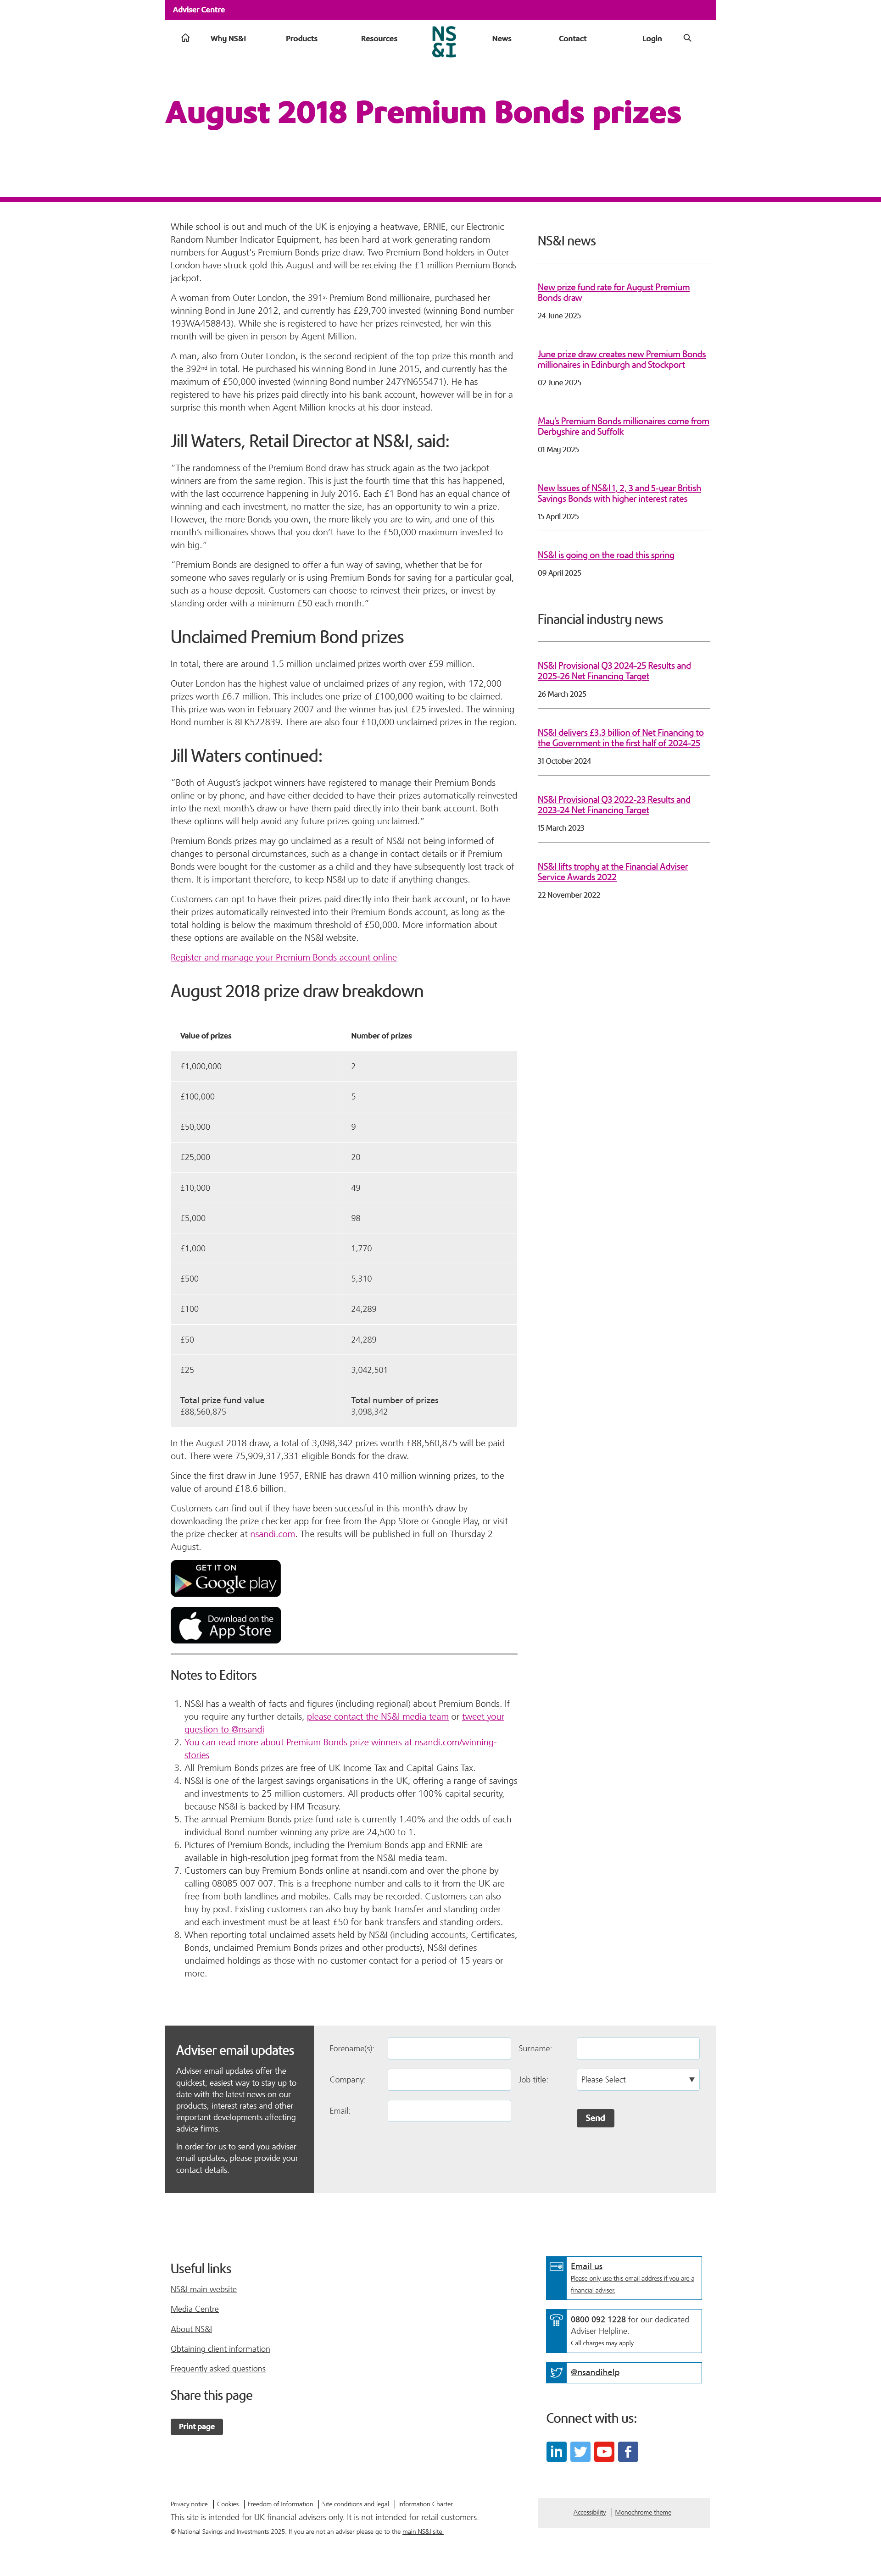 Adviser Centre
Why NS&I
Products
Resources
NS
&I
News
Contact
Login
August 2018 Premium Bonds prizes
While school is out and much of the UK is enjoying a heatwave, ERNIE, our Electronic
Random Number Indicator Equipment, has been hard at work generating random
numbers for August's Premium Bonds prize draw. Two Premium Bond holders in Outer
London have struck gold this August and will be receiving the £1 million Premium Bonds
jackpot.
A woman from Outer London, the 391st Premium Bond millionaire, purchased her
winning Bond in June 2012, and currently has £29,700 invested (winning Bond number
193WA458843). While she is registered to have her prizes reinvested, her win this
month will be given in person by Agent Million.
A man, also from Outer London, is the second recipient of the top prize this month and
the 392nd in total. He purchased his winning Bond in June 2015, and currently has the
maximum of £50,000 invested (winning Bond number 247YN655471). He has
registered to have his prizes paid directly into his bank account, however will be in for a
surprise this month when Agent Million knocks at his door instead.
Jill Waters, Retail Director at NS&I, said:
“The randomness of the Premium Bond draw has struck again as the two jackpot
winners are from the same region. This is just the fourth time that this has happened,
with the last occurrence happening in July 2016. Each £1 Bond has an equal chance of
winning and each investment, no matter the size, has an opportunity to win a prize.
However, the more Bonds you own, the more likely you are to win, and one of this
month’s millionaires shows that you don’t have to the £50,000 maximum invested to
win big.”
“Premium Bonds are designed to offer a fun way of saving, whether that be for
someone who saves regularly or is using Premium Bonds for saving for a particular goal,
such as a house deposit. Customers can choose to reinvest their prizes, or invest by
standing order with a minimum £50 each month.”
Unclaimed Premium Bond prizes
In total, there are around 1.5 million unclaimed prizes worth over £59 million.
Outer London has the highest value of unclaimed prizes of any region, with 172,000
prizes worth £6.7 million. This includes one prize of £100,000 waiting to be claimed.
This prize was won in February 2007 and the winner has just £25 invested. The winning
Bond number is 8LK522839. There are also four £10,000 unclaimed prizes in the region.
Jill Waters continued:
“Both of August’s jackpot winners have registered to manage their Premium Bonds
online or by phone, and have either decided to have their prizes automatically reinvested
into the next month’s draw or have them paid directly into their bank account. Both
these options will help avoid any future prizes going unclaimed.”
Premium Bonds prizes may go unclaimed as a result of NS&I not being informed of
changes to personal circumstances, such as a change in contact details or if Premium
Bonds were bought for the customer as a child and they have subsequently lost track of
them. It is important therefore, to keep NS&I up to date if anything changes.
Customers can opt to have their prizes paid directly into their bank account, or to have
their prizes automatically reinvested into their Premium Bonds account, as long as the
total holding is below the maximum threshold of £50,000. More information about
these options are available on the NS&I website.
Register and manage your Premium Bonds account online
August 2018 prize draw breakdown
Value of prizes Number of prizes
£1,000,000 2
£100,000 5
£50,000 9
£25,000 20
£10,000 49
£5,000 98
£1,000 1,770
£500 5,310
£100 24,289
£50 24,289
£25 3,042,501
Total prize fund value Total number of prizes
£88,560,875 3,098,342
In the August 2018 draw, a total of 3,098,342 prizes worth £88,560,875 will be paid
out. There were 75,909,317,331 eligible Bonds for the draw.
Since the first draw in June 1957, ERNIE has drawn 410 million winning prizes, to the
value of around £18.6 billion.
Customers can find out if they have been successful in this month’s draw by
downloading the prize checker app for free from the App Store or Google Play, or visit
the prize checker at nsandi.com. The results will be published in full on Thursday 2
August.
GET IT ON
Google play
Download on the
App Store
Notes to Editors
1. NS&I has a wealth of facts and figures (including regional) about Premium Bonds. If
you require any further details, please contact the NS&I media team or tweet your
question to @nsandi
2. You can read more about Premium Bonds prize winners at nsandi.com/winning-
stories
3. All Premium Bonds prizes are free of UK Income Tax and Capital Gains Tax.
4. NS&I is one of the largest savings organisations in the UK, offering a range of savings
and investments to 25 million customers. All products offer 100% capital security,
because NS&I is backed by HM Treasury.
5. The annual Premium Bonds prize fund rate is currently 1.40% and the odds of each
individual Bond number winning any prize are 24,500 to 1.
6. Pictures of Premium Bonds, including the Premium Bonds app and ERNIE are
available in high-resolution jpeg format from the NS&I media team.
7. Customers can buy Premium Bonds online at nsandi.com and over the phone by
calling 08085 007 007. This is a freephone number and calls to it from the UK are
free from both landlines and mobiles. Calls may be recorded. Customers can also
buy by post. Existing customers can also buy by bank transfer and standing order
and each investment must be at least £50 for bank transfers and standing orders.
8. When reporting total unclaimed assets held by NS&I (including accounts, Certificates,
Bonds, unclaimed Premium Bonds prizes and other products), NS&I defines
unclaimed holdings as those with no customer contact for a period of 15 years or
more.
NS&I news
New prize fund rate for August Premium
Bonds draw
24 June 2025
June prize draw creates new Premium Bonds
millionaires in Edinburgh and Stockport
02 June 2025
May’s Premium Bonds millionaires come from
Derbyshire and Suffolk
01 May 2025
New Issues of NS&I 1, 2, 3 and 5-year British
Savings Bonds with higher interest rates
15 April 2025
NS&I is going on the road this spring
09 April 2025
Financial industry news
NS&I Provisional Q3 2024-25 Results and
2025-26 Net Financing Target
26 March 2025
NS&I delivers £3.3 billion of Net Financing to
the Government in the first half of 2024-25
31 October 2024
NS&I Provisional Q3 2022-23 Results and
2023-24 Net Financing Target
15 March 2023
NS&I lifts trophy at the Financial Adviser
Service Awards 2022
22 November 2022
Adviser email updates
Adviser email updates offer the
quickest, easiest way to stay up to
date with the latest news on our
products, interest rates and other
important developments affecting
advice firms.
In order for us to send you adviser
email updates, please provide your
contact details.
Forename(s):
Surname:
Company:
Job title:
Please Select
Email:
Send
Useful links
NS&I main website
Media Centre
About NS&I
Obtaining client information
Frequently asked questions
Share this page
Print page
Email us
Please only use this email address if you are a
financial adviser.
0800 092 1228 for our dedicated
Adviser Helpline.
Call charges may apply.
@nsandihelp
Connect with us:
Privacy notice | Cookies | Freedom of Information | Site conditions and legal | Information Charter
This site is intended for UK financial advisers only. It is not intended for retail customers.
© National Savings and Investments 2025. If you are not an adviser please go to the main NS&I site.
Accessibility | Monochrome theme